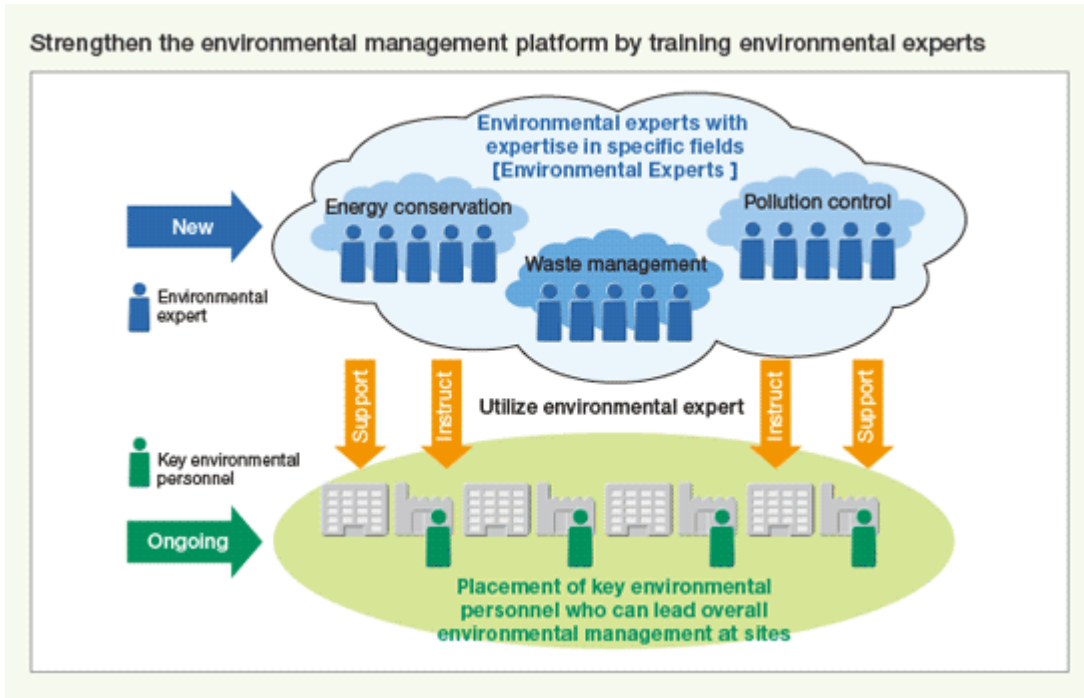 Strengthen the environmental management platform by training environmental experts
Environmental experts with
expertise in specific fields
[Environmental Experts ]
Energy conservation
Pollution control
New
Waste management
Environmental
expert
Support
Instruct
Utilize environmental expert
Instruct
Support
Key environmental
personnel
Ongoing
Placement of key environmental
personnel who can lead overall
environmental management at sites